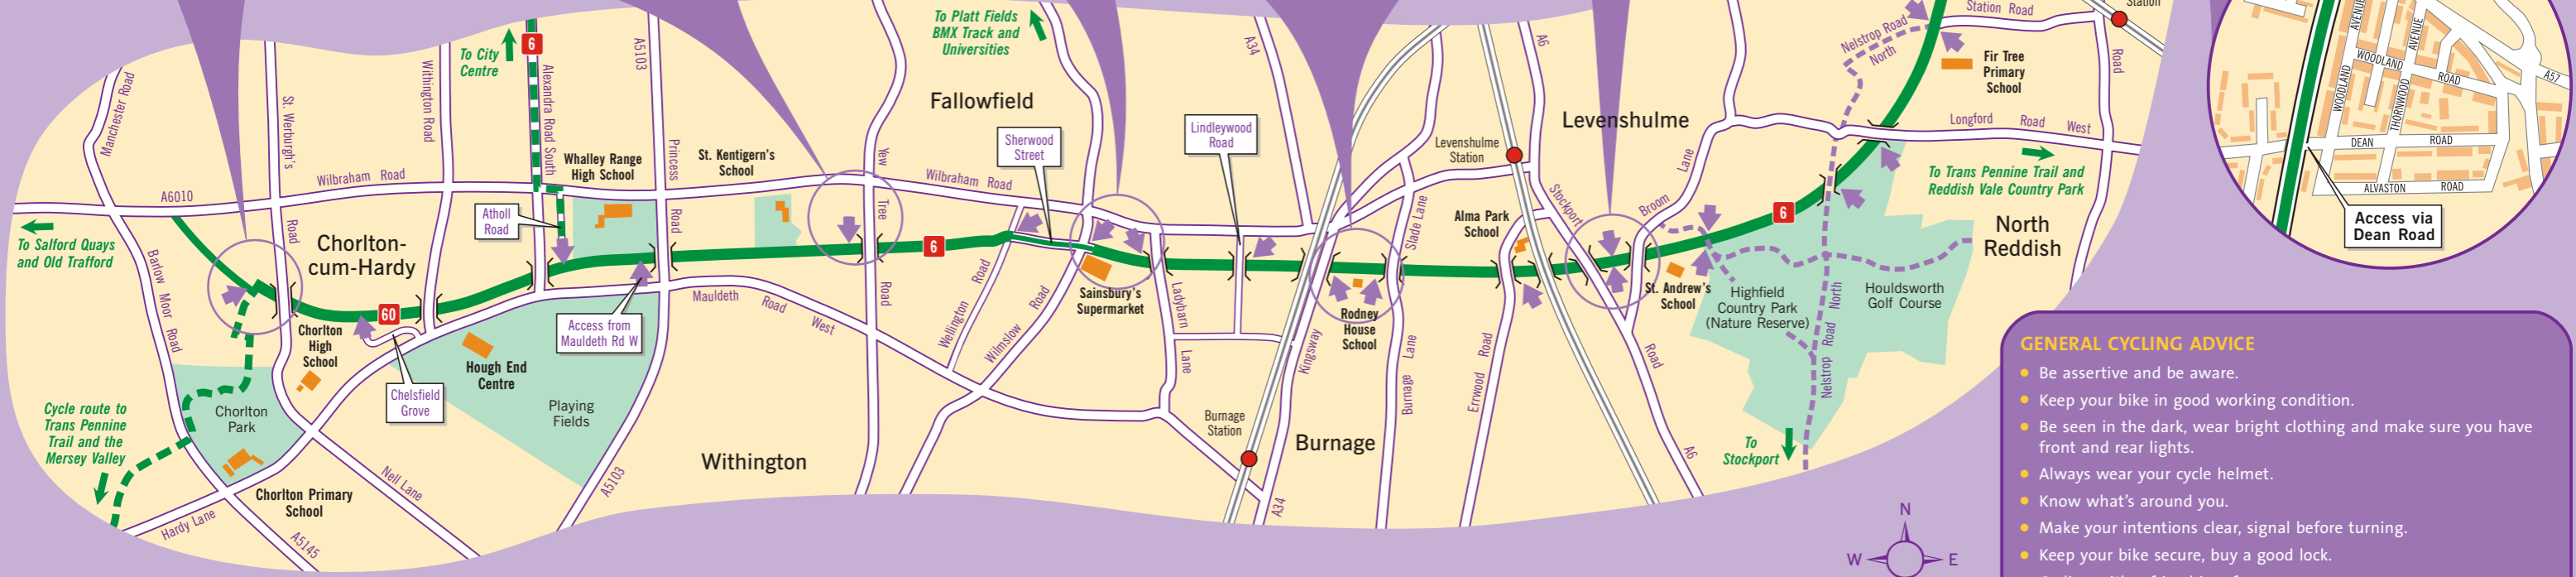 To City
Centre
6
To Platt Fields
BMX Track and
Universities
A5103
A34
A6
Station Road
Station
Nelstrop Road
North
Fir Tree
Primary
School
Road
Manchester Road
St. Werburgh's
Road
Withington Road
Alexandra Road South
Fallowfield
Levenshulme
Sherwood
Street
Lindleywood
Road
Levenshulme
Station
Longford Road West
Whalley Range
High School
Princess
Road
St. Kentigern's
School
Yew
Tree
Road
Wilbraham Road
Wilbraham Road
A6010
Atholl
Road
To Salford Quays
and Old Trafford
Chorlton-
cum-Hardy
6
Slade Lane
Alma Park
School
Stockport
Road
Broom
Lane
6
To Trans Pennine Trail and
Reddish Vale Country Park
North
Reddish
Barlow Moor Road
60
Chorlton
High
School
Access from
Mauldeth Rd W
Mauldeth Road West
Wellington Road
Wilmslow Road
Sainsbury's
Supermarket
Ladybarn
Lane
Kingsway
Rodney
House
School
Burnage Lane
Errwood Road
St. Andrew's
School
Highfield
Country Park
(Nature Reserve)
Nelstrop Road North
Houldsworth
Golf Course
Hough End
Centre
Chelsfield
Grove
Playing
Fields
Chorlton
Park
Cycle route to
Trans Pennine
Trail and the
Mersey Valley
Burnage
Station
Burnage
Withington
To
Stockport
A6
A34
A5103
Nell Lane
Chorlton Primary
School
Hardy Lane
A5145
N
W
E
AVENUE
AVENUE
WOODLAND ROAD
WOODLAND
THORNWOOD
A57
DEAN ROAD
ALVASTON ROAD
Access via
Dean Road
GENERAL CYCLING ADVICE
• Be assertive and be aware.
• Keep your bike in good working condition.
• Be seen in the dark, wear bright clothing and make sure you have
front and rear lights.
• Always wear your cycle helmet.
• Know what's around you.
• Make your intentions clear, signal before turning.
• Keep your bike secure, buy a good lock.